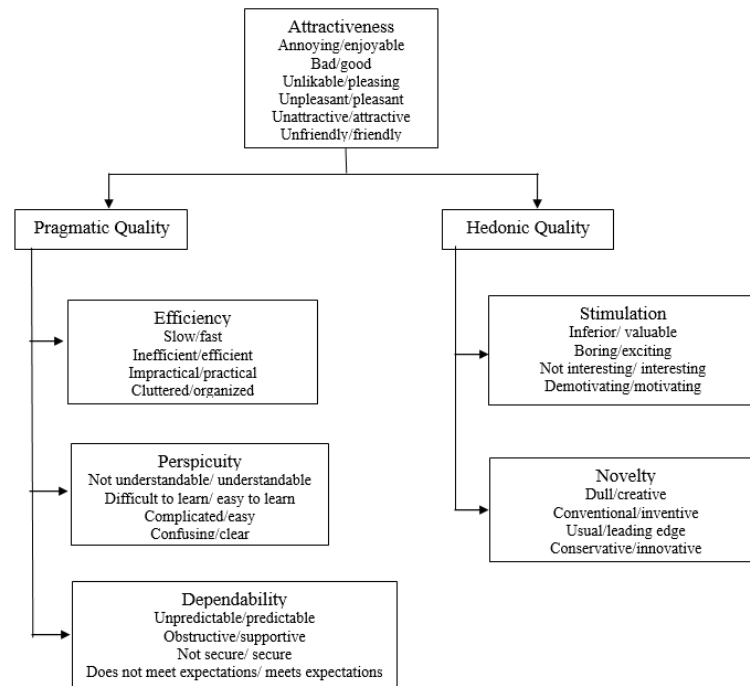 Attractiveness
Annoying/enjoyable
Bad/good
Unlikable/pleasing
Unpleasant/pleasant
Unattractive/attractive
Unfriendly/friendly
Pragmatic Quality
Hedonic Quality
Efficiency
Slow/fast
Inefficient/efficient
Impractical/practical
Cluttered/organized
Stimulation
Inferior/ valuable
Boring/exciting
Not interesting/ interesting
Demotivating/motivating
Perspicuity
Not understandable/ understandable
Difficult to learn/ easy to learn
Complicated/easy
Confusing/clear
Novelty
Dull/creative
Conventional/inventive
Usual/leading edge
Conservative/innovative
Dependability
Unpredictable/predictable
Obstructive/supportive
Not secure/ secure
Does not meet expectations/ meets expectations